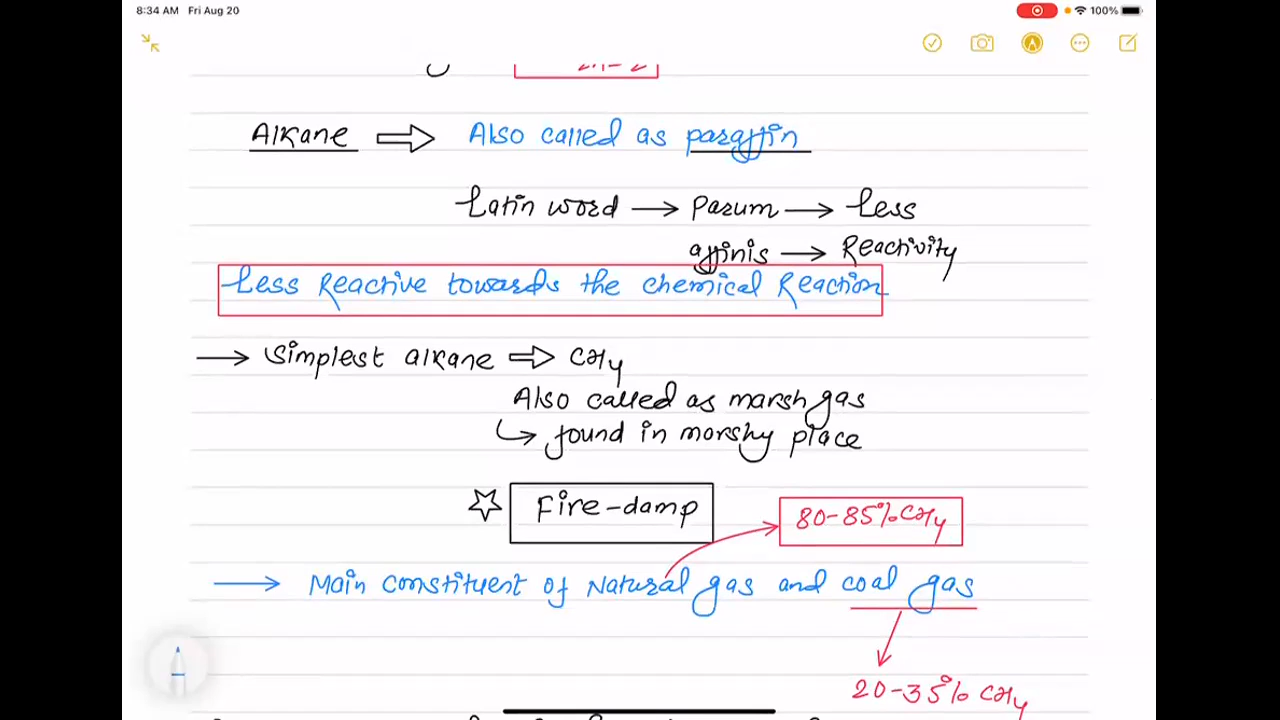 8:34 AM Fri Aug 20 100%
Alkane ⇒ Also called as paraffin
Latin word → Parum → Less
affinis → Reactivity
Less Reactive towards the chemical Reaction
→ Simplest alkane ⇒ CH4
Also called as marsh gas
↳ found in marshy place
☆ Fire-damp
80-85% CH4
→ Main constituent of Natural gas and coal gas
20-35% CH4